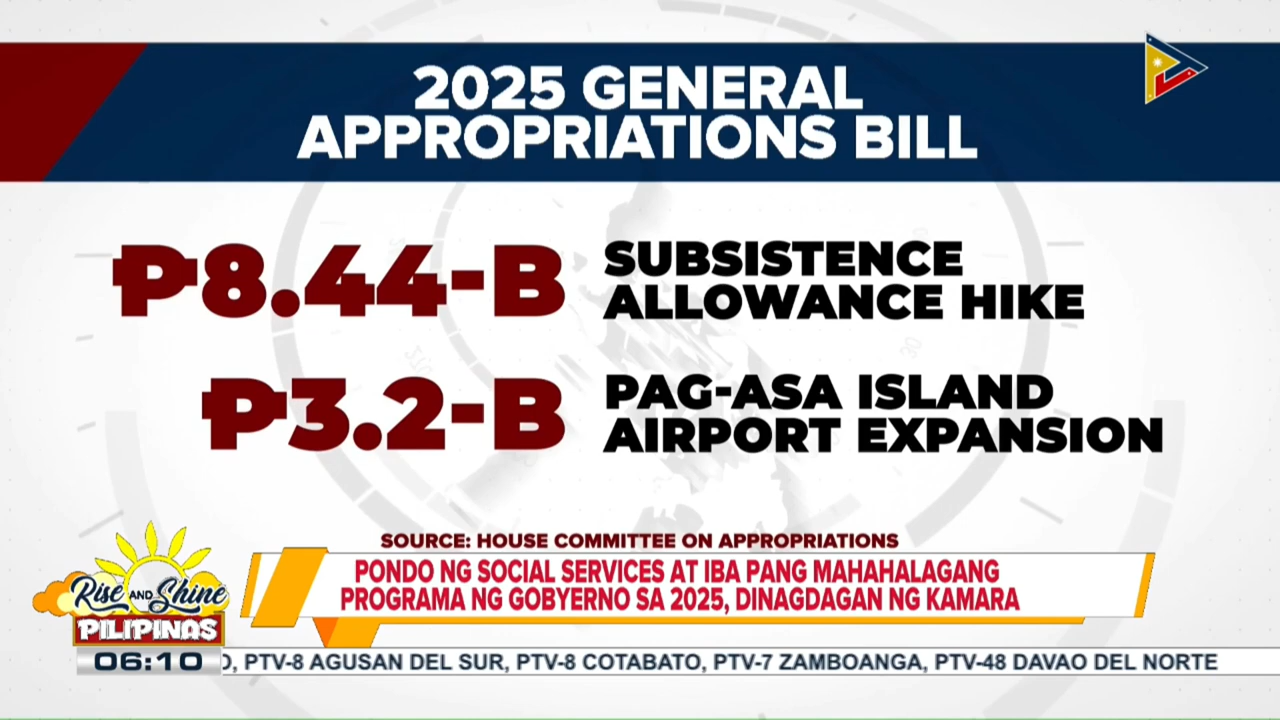 2025 GENERAL
APPROPRIATIONS BILL
₱8.44-B
SUBSISTENCE
ALLOWANCE HIKE
₱3.2-B
PAG-ASA ISLAND
AIRPORT EXPANSION
SOURCE: HOUSE COMMITTEE ON APPROPRIATIONS
PONDO NG SOCIAL SERVICES AT IBA PANG MAHAHALAGANG
PROGRAMA NG GOBYERNO SA 2025, DINAGDAGAN NG KAMARA
Rise AND Shine
PILIPINAS
06:10
O, PTV-8 AGUSAN DEL SUR, PTV-8 COTABATO, PTV-7 ZAMBOANGA, PTV-48 DAVAO DEL NORTE